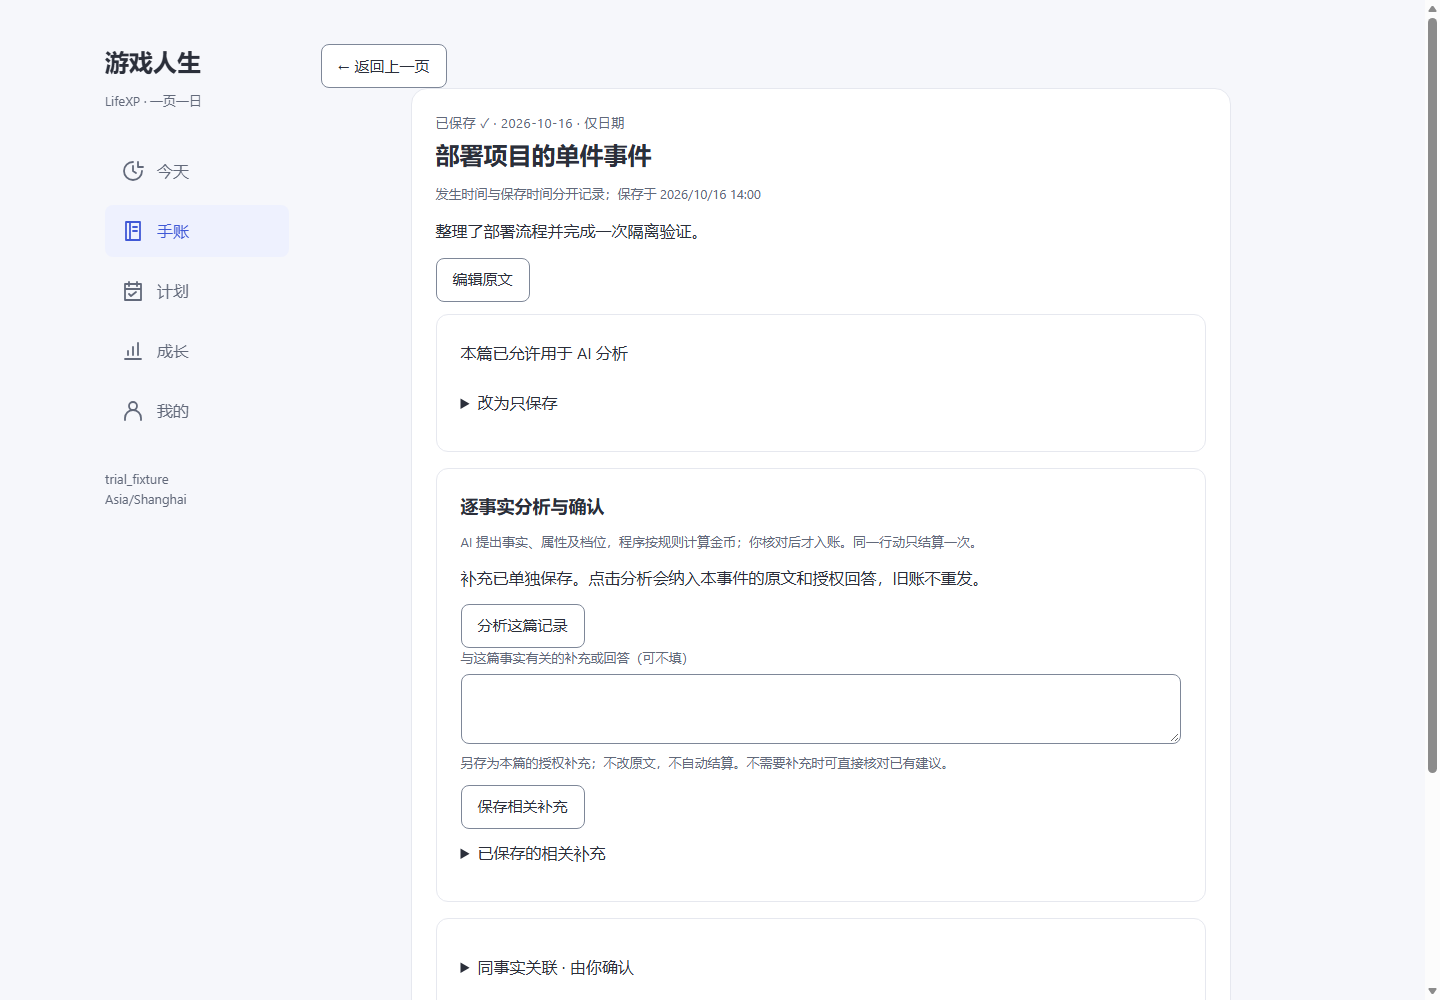 游戏人生
LifeXP · 一页一日
今天
手账
计划
成长
我的
trial_fixture
Asia/Shanghai
← 返回上一页
已保存 ✓ · 2026-10-16 · 仅日期
部署项目的单件事件
发生时间与保存时间分开记录；保存于 2026/10/16 14:00
整理了部署流程并完成一次隔离验证。
编辑原文
本篇已允许用于 AI 分析
▶ 改为只保存
逐事实分析与确认
AI 提出事实、属性及档位，程序按规则计算金币；你核对后才入账。同一行动只结算一次。
补充已单独保存。点击分析会纳入本事件的原文和授权回答，旧账不重发。
分析这篇记录
与这篇事实有关的补充或回答（可不填）
另存为本篇的授权补充；不改原文，不自动结算。不需要补充时可直接核对已有建议。
保存相关补充
▶ 已保存的相关补充
▶ 同事实关联 · 由你确认